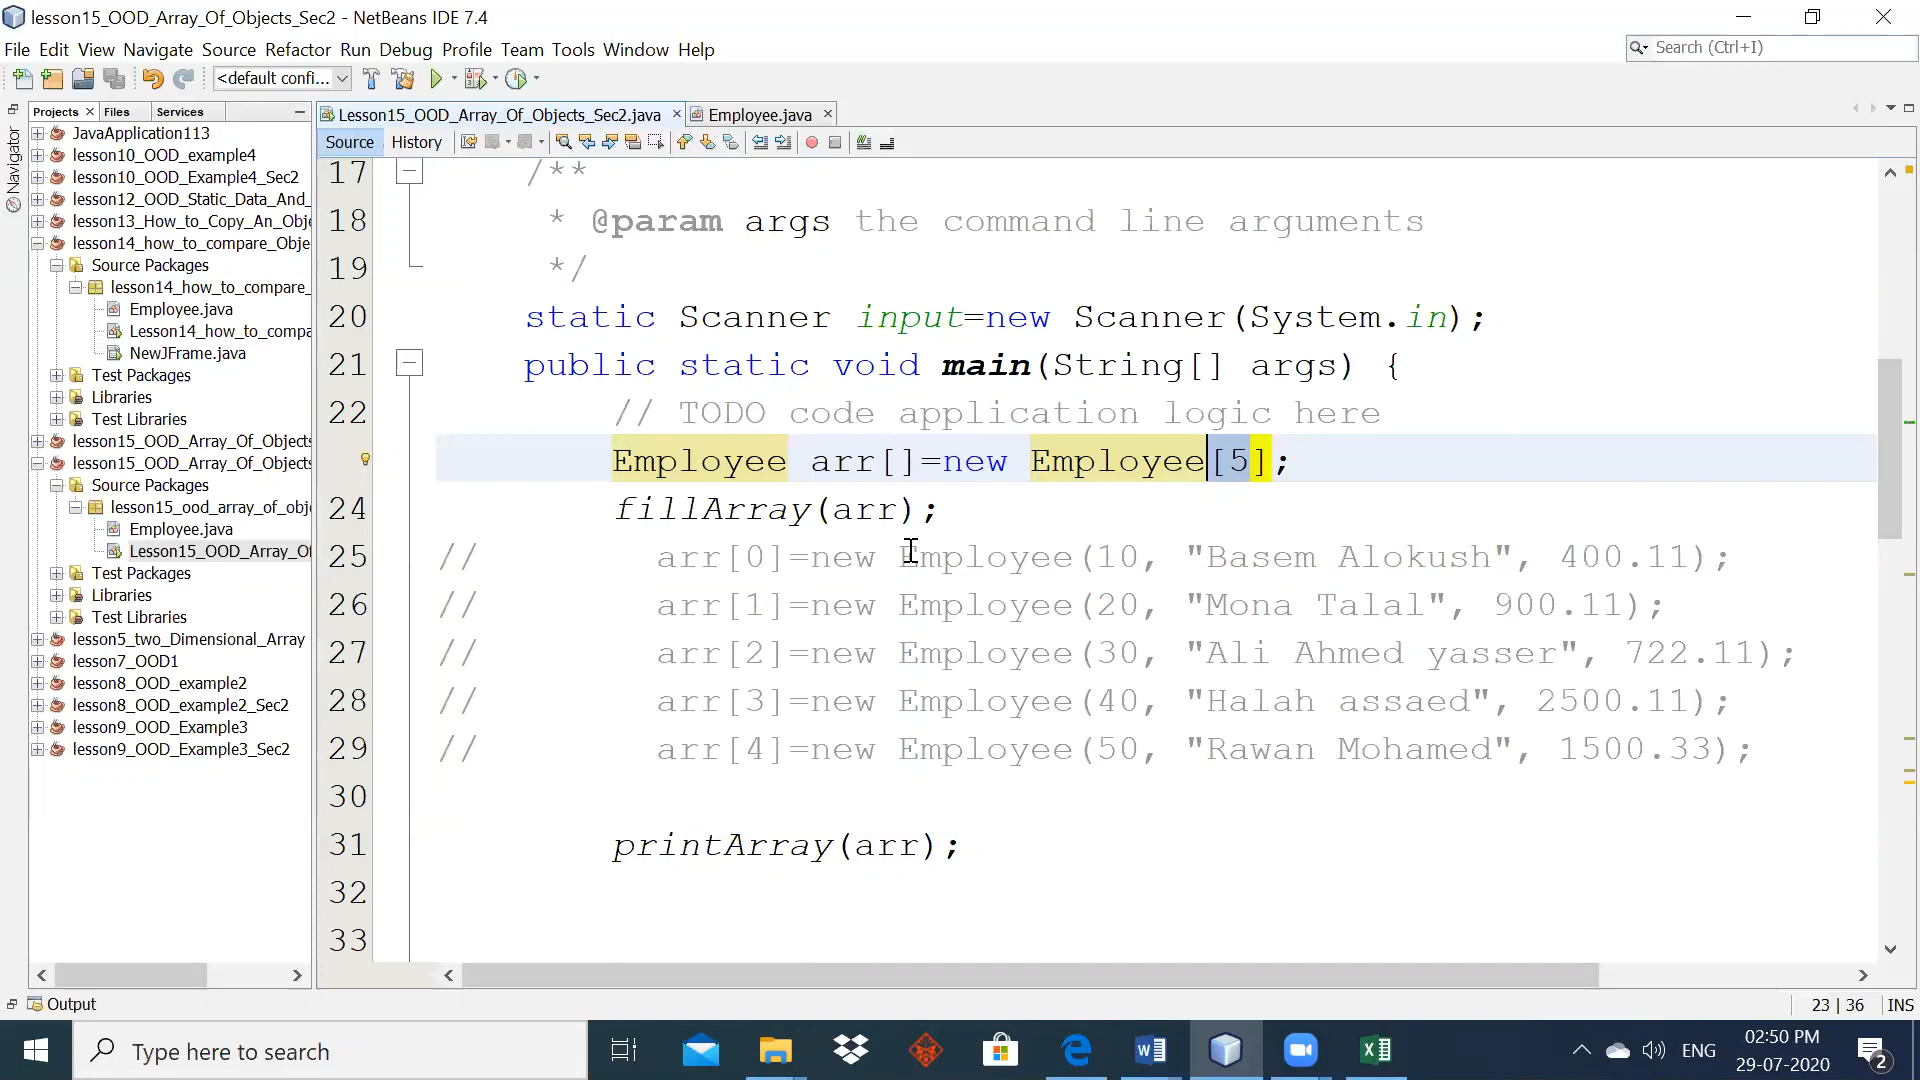 lesson15_OOD_Array_Of_Objects_Sec2 - NetBeans IDE 7.4
File Edit View Navigate Source Refactor Run Debug Profile Team Tools Window Help
Search (Ctrl+I)
<default confi...
Projects Files Services
Navigator
JavaApplication113
lesson10_OOD_example4
lesson10_OOD_Example4_Sec2
lesson12_OOD_Static_Data_And_
lesson13_How_to_Copy_An_Obje
lesson14_how_to_compare_Obje
Source Packages
lesson14_how_to_compare_
Employee.java
Lesson14_how_to_compa
NewJFrame.java
Test Packages
Libraries
Test Libraries
lesson15_OOD_Array_Of_Objects
lesson15_OOD_Array_Of_Objects
Source Packages
lesson15_ood_array_of_obj
Employee.java
Lesson15_OOD_Array_Of
Test Packages
Libraries
Test Libraries
lesson5_two_Dimensional_Array
lesson7_OOD1
lesson8_OOD_example2
lesson8_OOD_example2_Sec2
lesson9_OOD_Example3
lesson9_OOD_Example3_Sec2
Lesson15_OOD_Array_Of_Objects_Sec2.java Employee.java
Source History
17 /**
18 * @param args the command line arguments
19 */
20 static Scanner input=new Scanner(System.in);
21 public static void main(String[] args) {
22 // TODO code application logic here
Employee arr[]=new Employee[5];
24 fillArray(arr);
25 // arr[0]=new Employee(10, "Basem Alokush", 400.11);
26 // arr[1]=new Employee(20, "Mona Talal", 900.11);
27 // arr[2]=new Employee(30, "Ali Ahmed yasser", 722.11);
28 // arr[3]=new Employee(40, "Halah assaed", 2500.11);
29 // arr[4]=new Employee(50, "Rawan Mohamed", 1500.33);
30
31 printArray(arr);
32
33
Output
23 | 36 INS
Type here to search
ENG
02:50 PM
29-07-2020
2